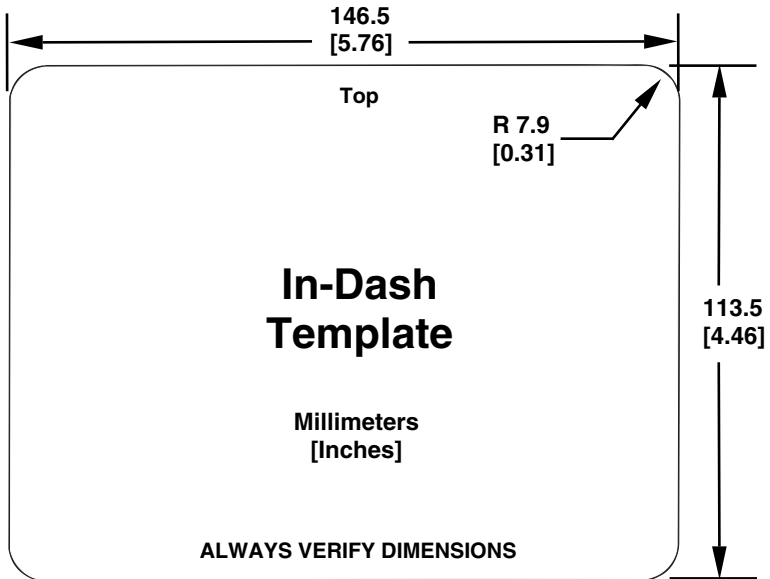 146.5
[5.76]
Top
R 7.9
[0.31]
In-Dash
Template
113.5
[4.46]
Millimeters
[Inches]
ALWAYS VERIFY DIMENSIONS